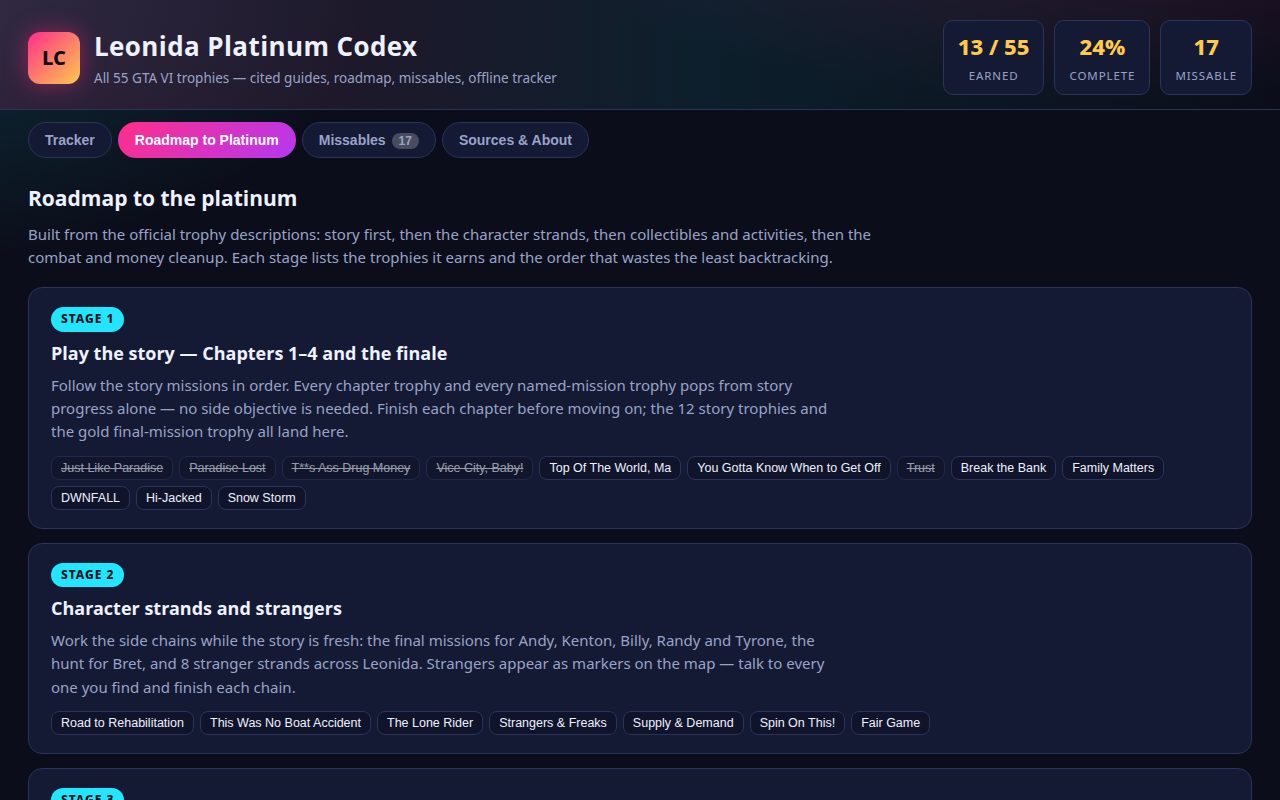 LC
Leonida Platinum Codex
All 55 GTA VI trophies — cited guides, roadmap, missables, offline tracker
13 / 55
EARNED
24%
COMPLETE
17
MISSABLE
Tracker
Roadmap to Platinum
Missables 17
Sources & About
Roadmap to the platinum
Built from the official trophy descriptions: story first, then the character strands, then collectibles and activities, then the
combat and money cleanup. Each stage lists the trophies it earns and the order that wastes the least backtracking.
STAGE 1
Play the story — Chapters 1–4 and the finale
Follow the story missions in order. Every chapter trophy and every named-mission trophy pops from story
progress alone — no side objective is needed. Finish each chapter before moving on; the 12 story trophies and
the gold final-mission trophy all land here.
Just Like Paradise Paradise Lost T**s Ass Drug Money Vice City, Baby! Top Of The World, Ma You Gotta Know When to Get Off Trust Break the Bank Family Matters
DWNFALL Hi-Jacked Snow Storm
STAGE 2
Character strands and strangers
Work the side chains while the story is fresh: the final missions for Andy, Kenton, Billy, Randy and Tyrone, the
hunt for Bret, and 8 stranger strands across Leonida. Strangers appear as markers on the map — talk to every
one you find and finish each chain.
Road to Rehabilitation This Was No Boat Accident The Lone Rider Strangers & Freaks Supply & Demand Spin On This! Fair Game
STAGE 3